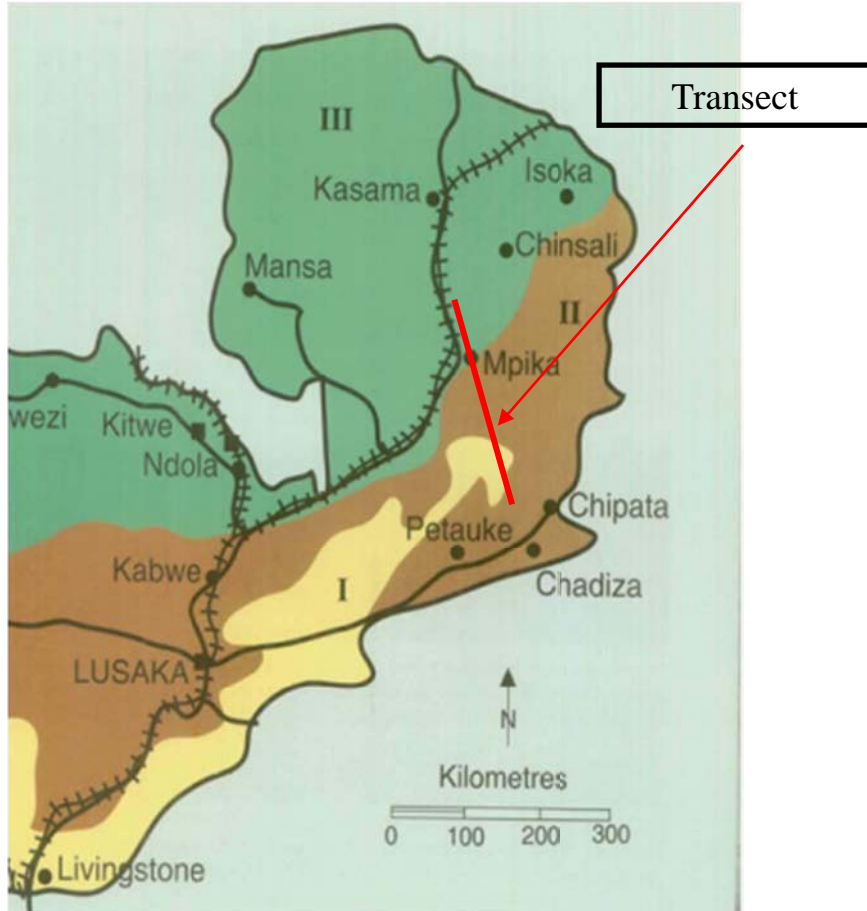 Transect
III
Kasama
Isoka
Chinsali
Mansa
II
Mpika
wezi
Kitwe
Ndola
Chipata
Petauke
Kabwe
I
Chadiza
LUSAKA
N
Kilometres
0 100 200 300
Livingstone